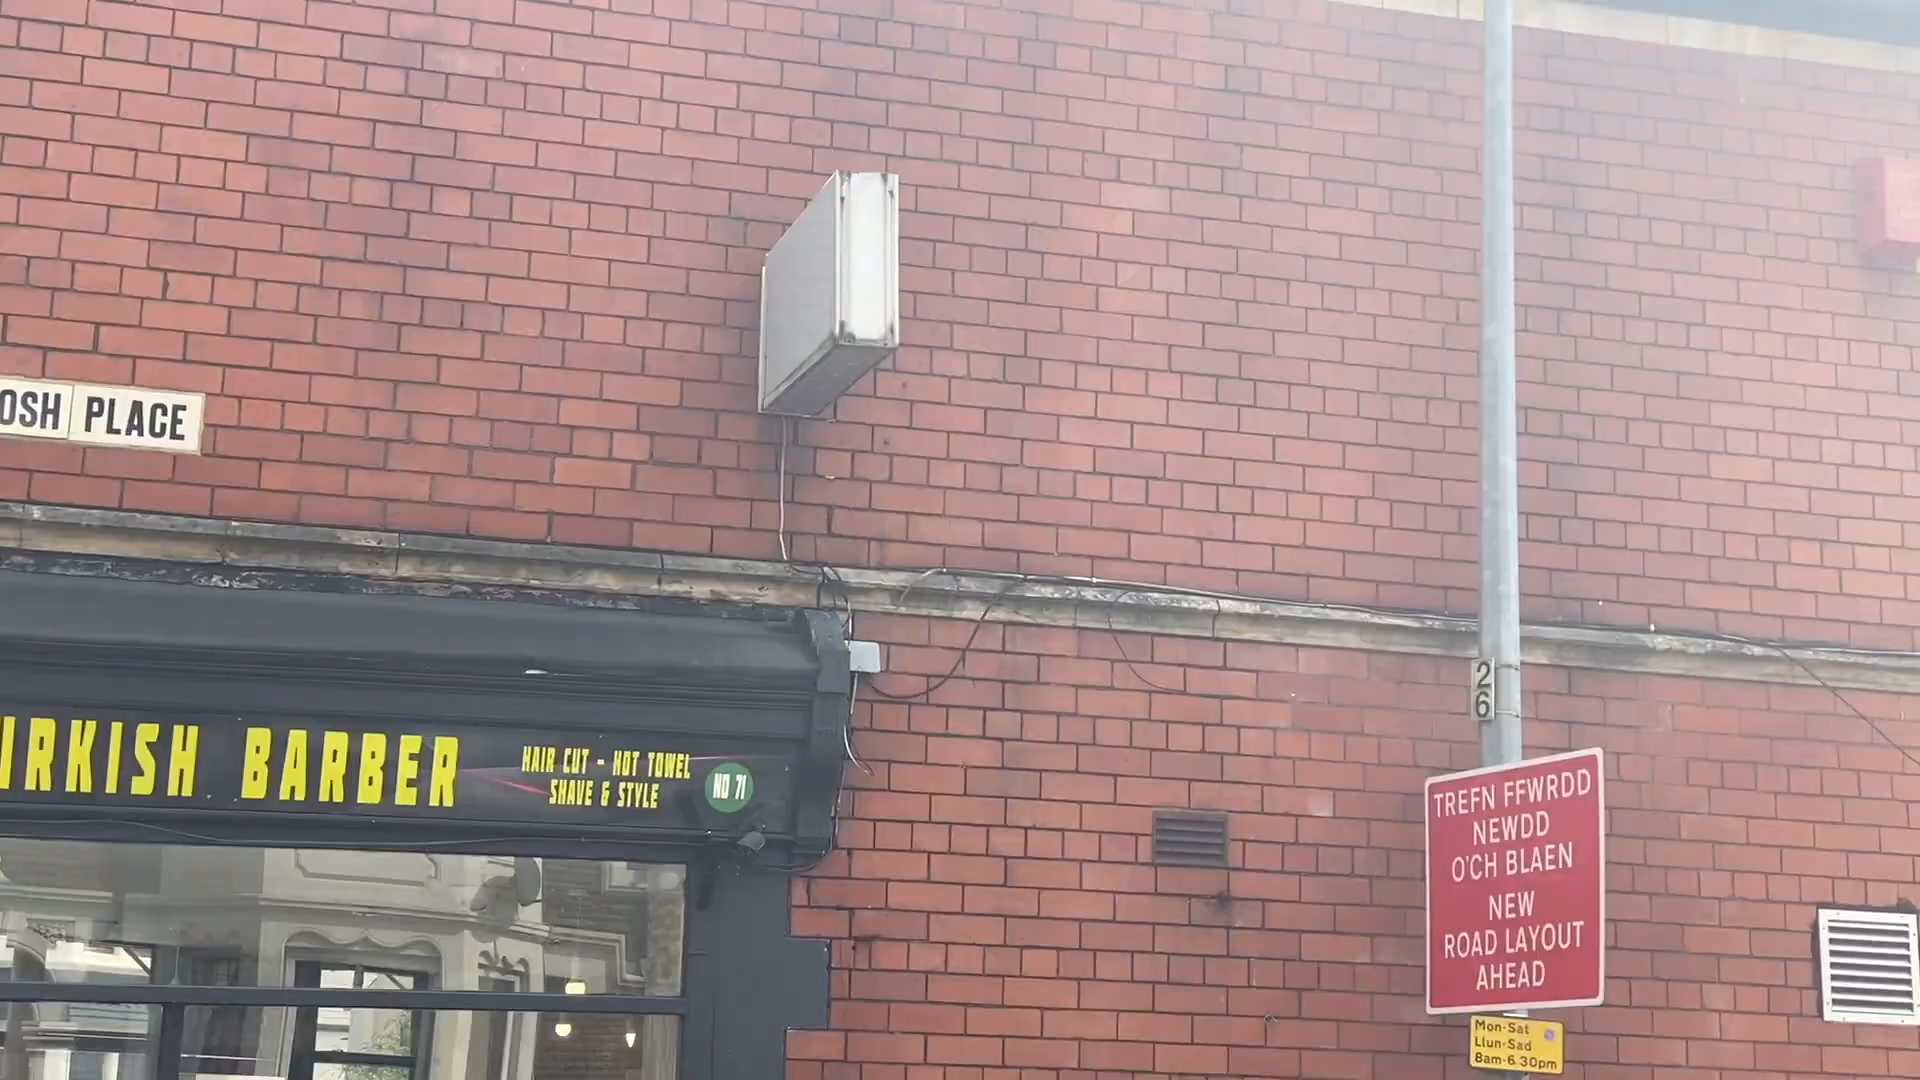 OSH PLACE
BARBER
HAIR CUT - HOT TOWEL
SHAVE & STYLE
NO 71
26
TREFN FFWRDD
NEWDD
O'CH BLAEN
NEW
ROAD LAYOUT
AHEAD
Mon-Sat
Llun-Sad
8am-6.30pm